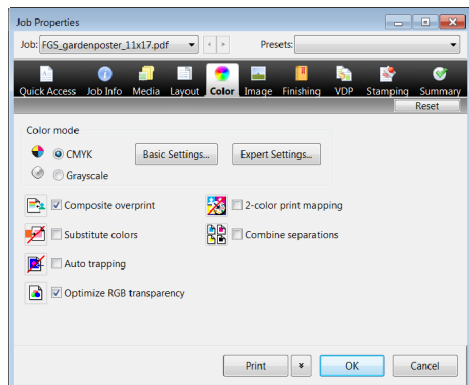 Job Properties
Job: FGS_gardenposter_11x17.pdf Presets:
Quick Access Job Info Media Layout Color Image Finishing VDP Stamping Summary
Reset
Color mode
CMYK Basic Settings... Expert Settings...
Grayscale
Composite overprint 2-color print mapping
Substitute colors Combine separations
Auto trapping
Optimize RGB transparency
Print OK Cancel